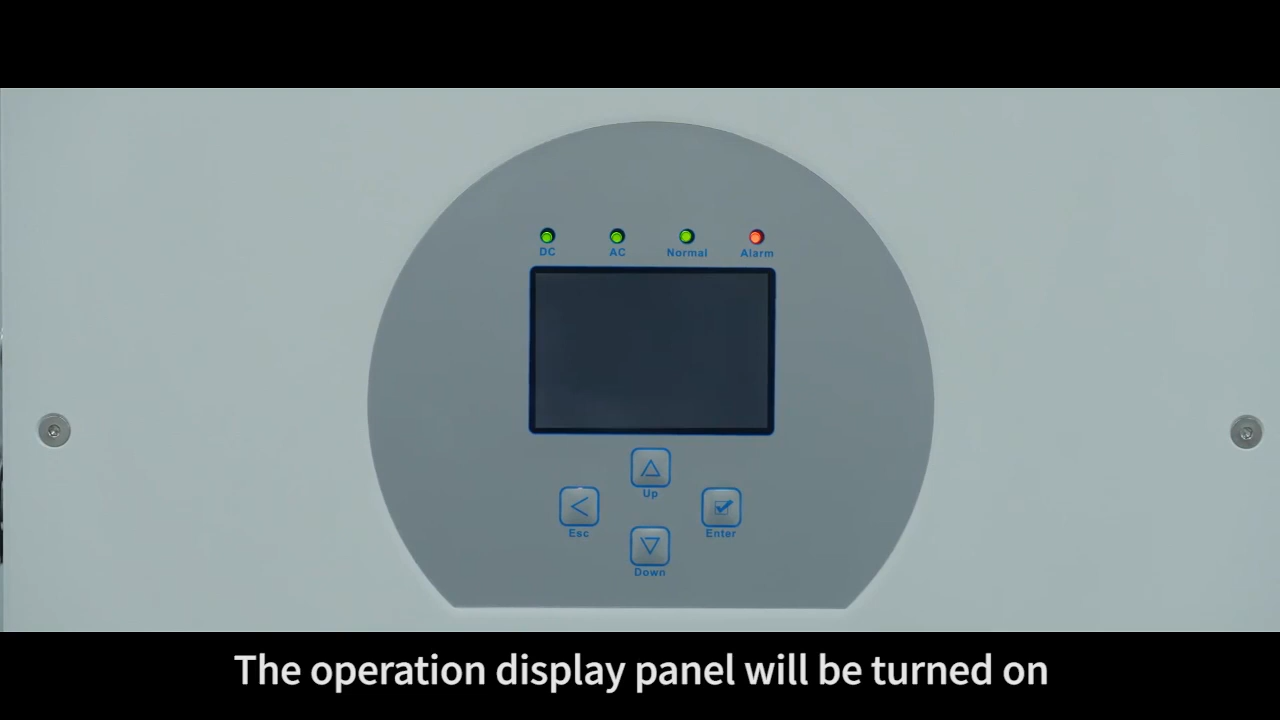 DC AC Normal Alarm
Up
Esc Enter
Down
The operation display panel will be turned on